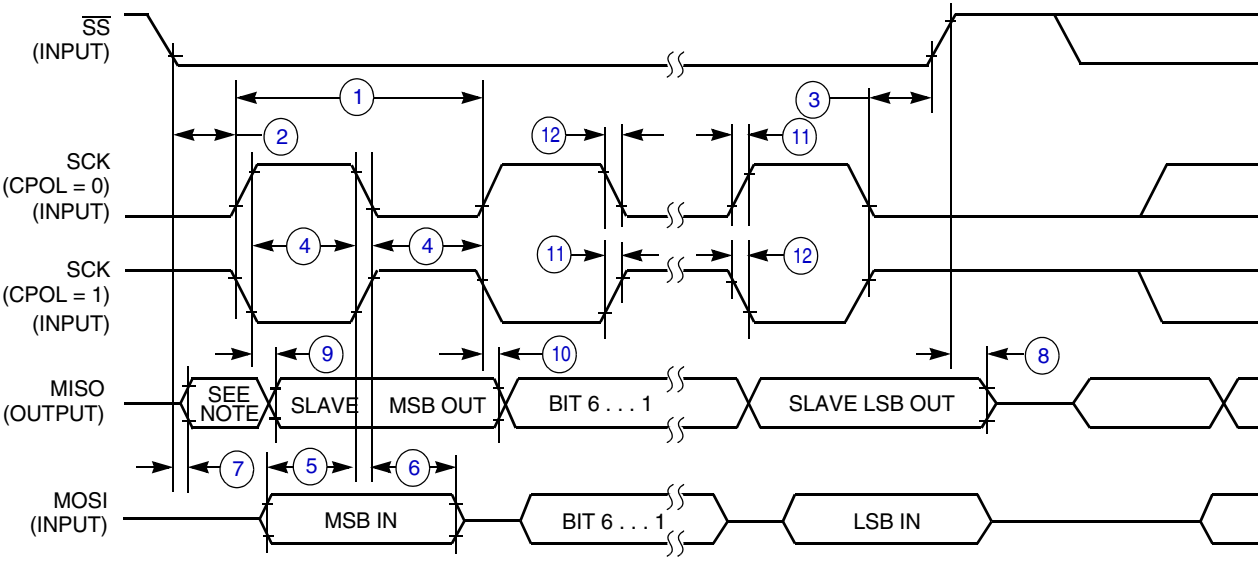 SS
(INPUT)
1
3
2
12
11
SCK
(CPOL = 0)
(INPUT)
4
4
11
12
SCK
(CPOL = 1)
(INPUT)
9
10
8
MISO
(OUTPUT)
SEE
NOTE
SLAVE
MSB OUT
BIT 6 . . . 1
SLAVE LSB OUT
7
5
6
MOSI
(INPUT)
MSB IN
BIT 6 . . . 1
LSB IN